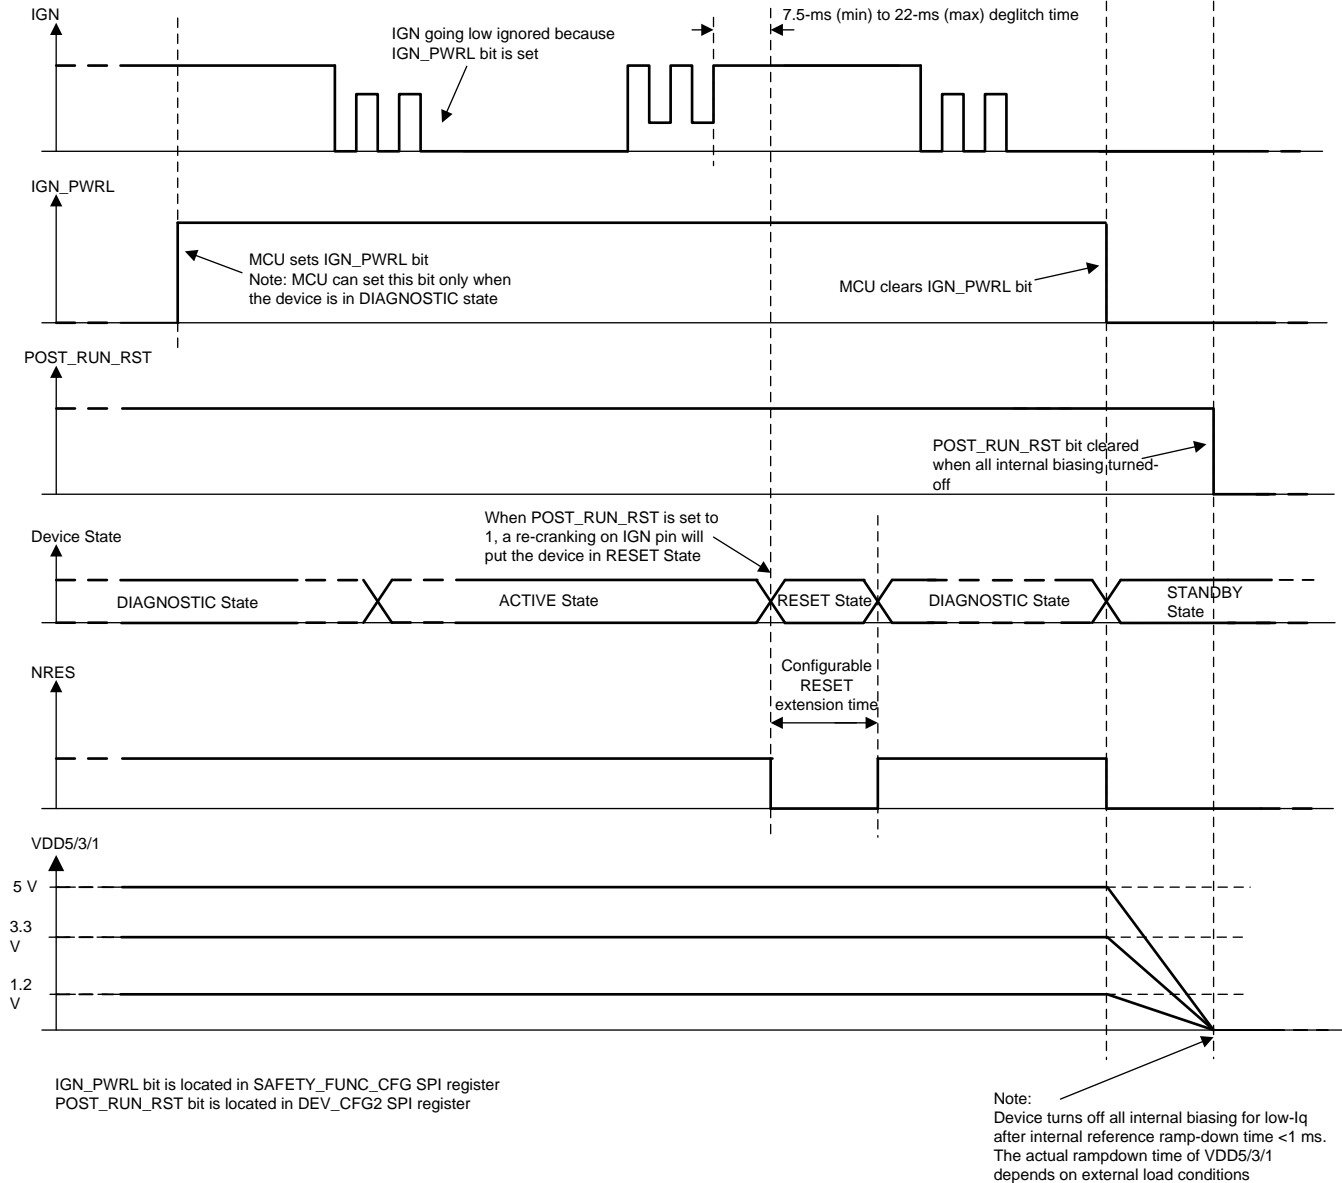 IGN
7.5-ms (min) to 22-ms (max) deglitch time
IGN going low ignored because
IGN_PWRL bit is set
IGN_PWRL
MCU sets IGN_PWRL bit
Note: MCU can set this bit only when
the device is in DIAGNOSTIC state
MCU clears IGN_PWRL bit
POST_RUN_RST
POST_RUN_RST bit cleared
when all internal biasing turned-
off
When POST_RUN_RST is set to
1, a re-cranking on IGN pin will
put the device in RESET State
Device State
DIAGNOSTIC State
ACTIVE State
RESET State
DIAGNOSTIC State
STANDBY
State
NRES
Configurable
RESET
extension time
VDD5/3/1
5 V
3.3
V
1.2
V
IGN_PWRL bit is located in SAFETY_FUNC_CFG SPI register
POST_RUN_RST bit is located in DEV_CFG2 SPI register
Note:
Device turns off all internal biasing for low-Iq
after internal reference ramp-down time <1 ms.
The actual rampdown time of VDD5/3/1
depends on external load conditions